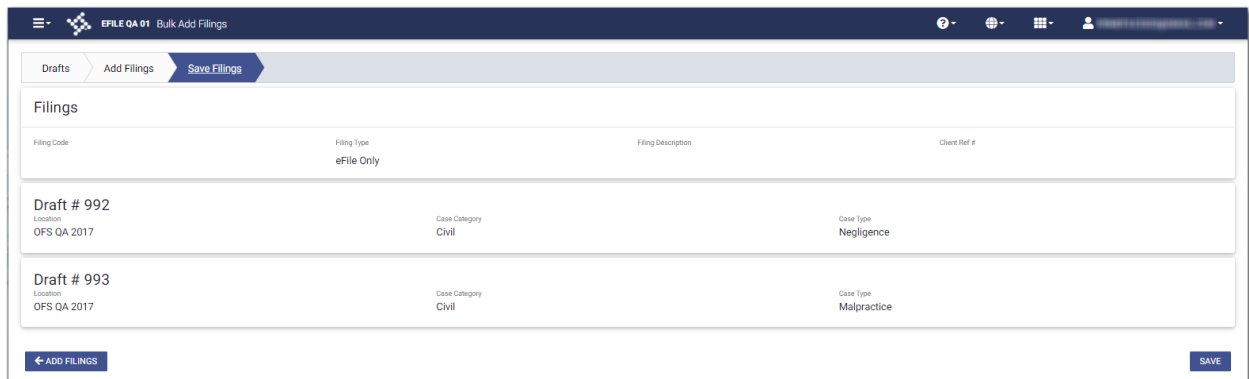 EFILE QA 01 Bulk Add Filings
Drafts Add Filings Save Filings
Filings
Filing Code Filing Type Filing Description Client Ref #
eFile Only
Draft # 992
Location Case Category Case Type
OFS QA 2017 Civil Negligence
Draft # 993
Location Case Category Case Type
OFS QA 2017 Civil Malpractice
ADD FILINGS SAVE